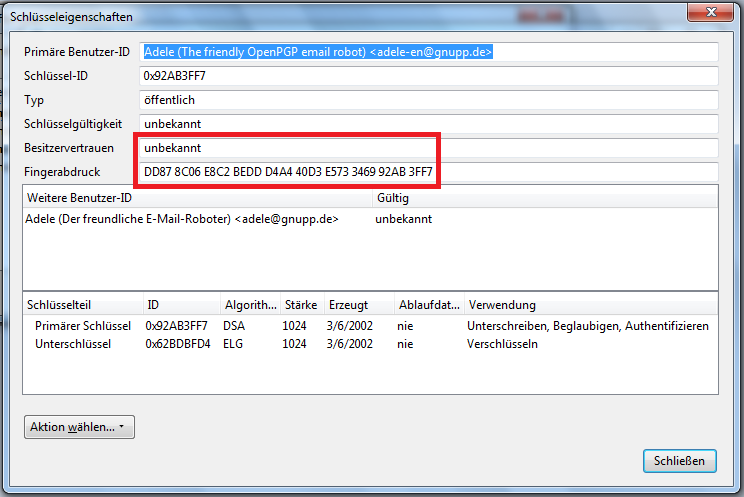 Schlüsseleigenschaften
Primäre Benutzer-ID Adele (The friendly OpenPGP email robot) <adele-en@gnupp.de>
Schlüssel-ID 0x92AB3FF7
Typ öffentlich
Schlüsselgültigkeit unbekannt
Besitzervertrauen unbekannt
Fingerabdruck DD87 8C06 E8C2 BEDD D4A4 40D3 E573 3469 92AB 3FF7
Weitere Benutzer-ID Gültig
Adele (Der freundliche E-Mail-Roboter) <adele@gnupp.de> unbekannt
Schlüsselteil ID Algorith... Stärke Erzeugt Ablaufdat... Verwendung
Primärer Schlüssel 0x92AB3FF7 DSA 1024 3/6/2002 nie Unterschreiben, Beglaubigen, Authentifizieren
Unterschlüssel 0x62BDBFD4 ELG 1024 3/6/2002 nie Verschlüsseln
Aktion wählen...
Schließen